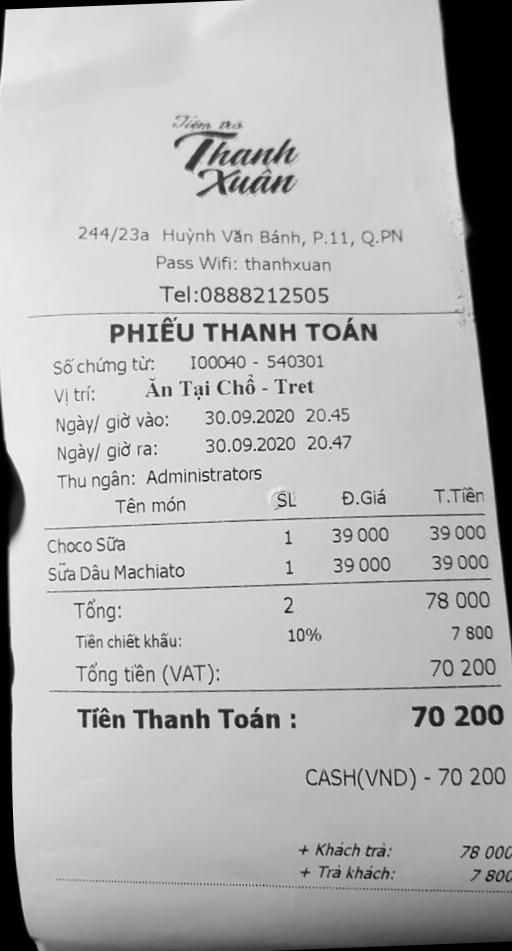 Tiệm trà
Thanh
Xuân
244/23a Huỳnh Văn Bánh, P.11, Q.PN
Pass Wifi: thanhxuan
Tel:0888212505
PHIẾU THANH TOÁN
Số chứng từ: I00040 - 540301
Vị trí: Ăn Tại Chổ - Tret
Ngày/ giờ vào: 30.09.2020 20.45
Ngày/ giờ ra: 30.09.2020 20.47
Thu ngân: Administrators
Tên món SL Đ.Giá T.Tiền
Choco Sữa 1 39 000 39 000
Sữa Dâu Machiato 1 39 000 39 000
Tổng: 2 78 000
Tiền chiết khấu: 10% 7 800
Tổng tiền (VAT): 70 200
Tiền Thanh Toán : 70 200
CASH(VND) - 70 200
+ Khách trả: 78 000
+ Trả khách: 7 800